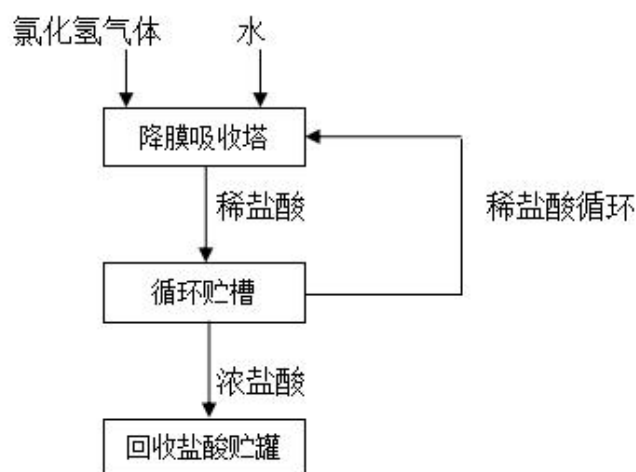 氯化氢气体
水
降膜吸收塔
稀盐酸
稀盐酸循环
循环贮槽
浓盐酸
回收盐酸贮罐